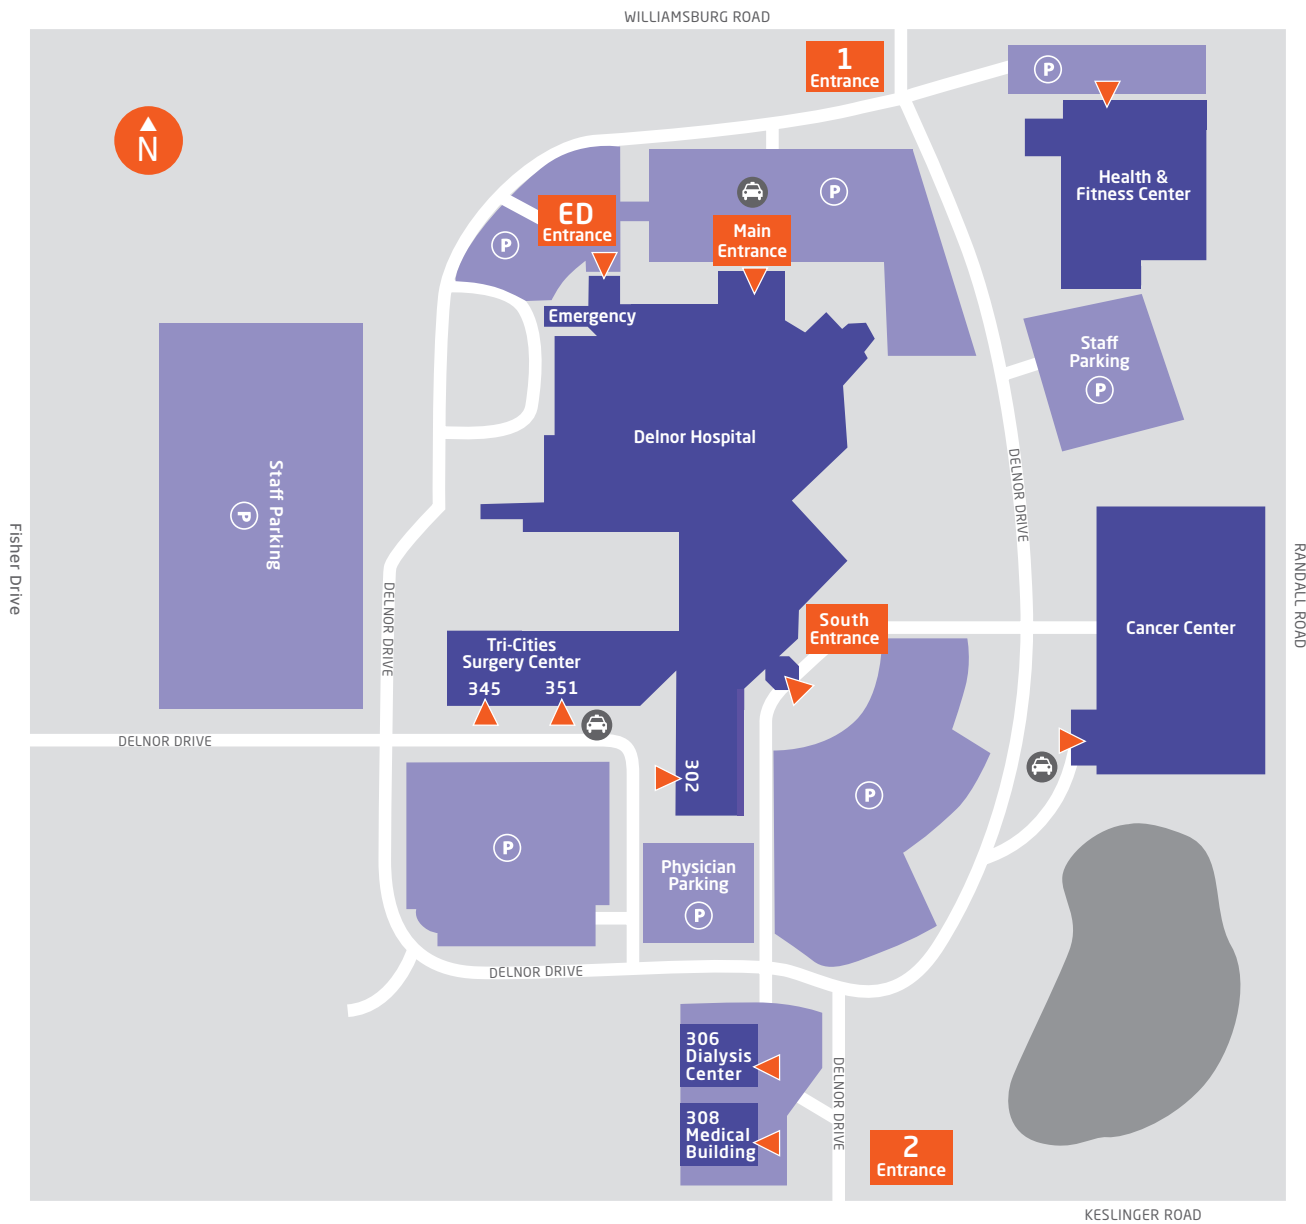 WILLIAMSBURG ROAD
1
Entrance
P
N
Health &
Fitness Center
P
ED
Entrance
P
Main
Entrance
Emergency
Staff
Parking
P
Delnor Hospital
DELNOR DRIVE
Staff Parking
P
Fisher Drive
RANDALL ROAD
DELNOR DRIVE
South
Entrance
Cancer Center
Tri-Cities
Surgery Center
345
351
DELNOR DRIVE
302
P
P
Physician
Parking
P
DELNOR DRIVE
306
Dialysis
Center
308
Medical
Building
DELNOR DRIVE
2
Entrance
KESLINGER ROAD